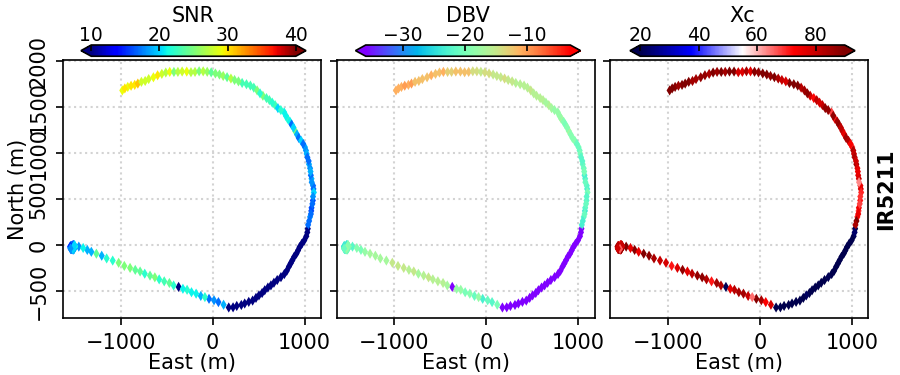 SNR DBV Xc
10 20 30 40 −30 −20 −10 20 40 60 80
2000
1500
1000
500
0
−500
North (m)
IR5211
−1000 0 1000 −1000 0 1000 −1000 0 1000
East (m) East (m) East (m)